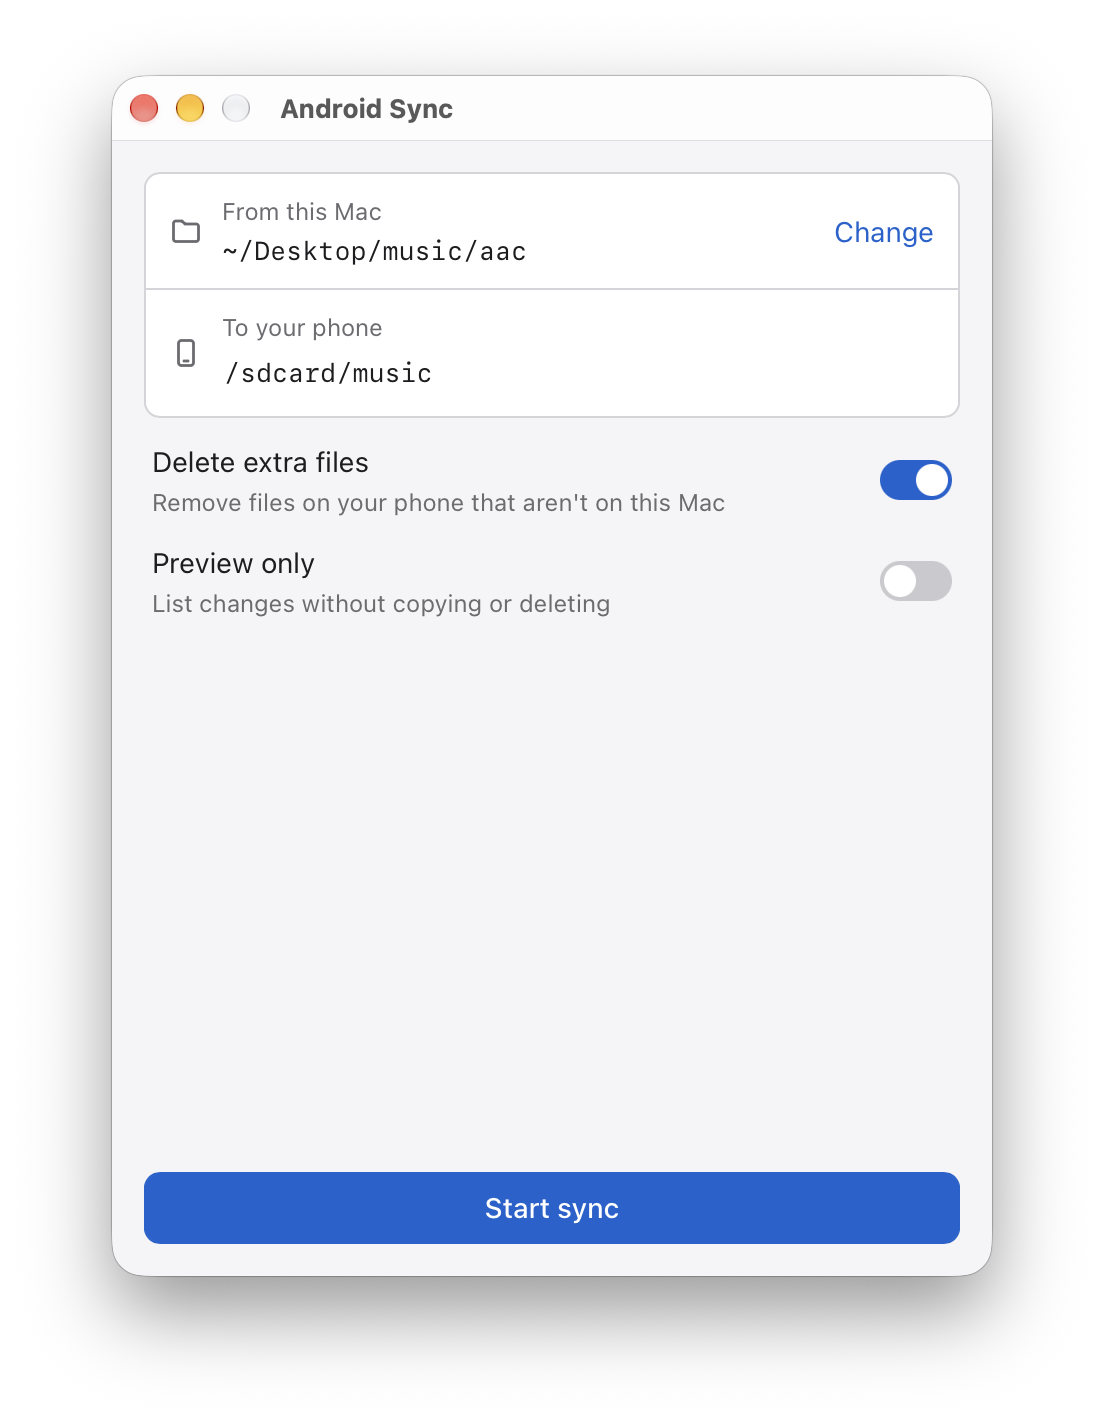 Android Sync
From this Mac
~/Desktop/music/aac
Change
To your phone
/sdcard/music
Delete extra files
Remove files on your phone that aren't on this Mac
Preview only
List changes without copying or deleting
Start sync